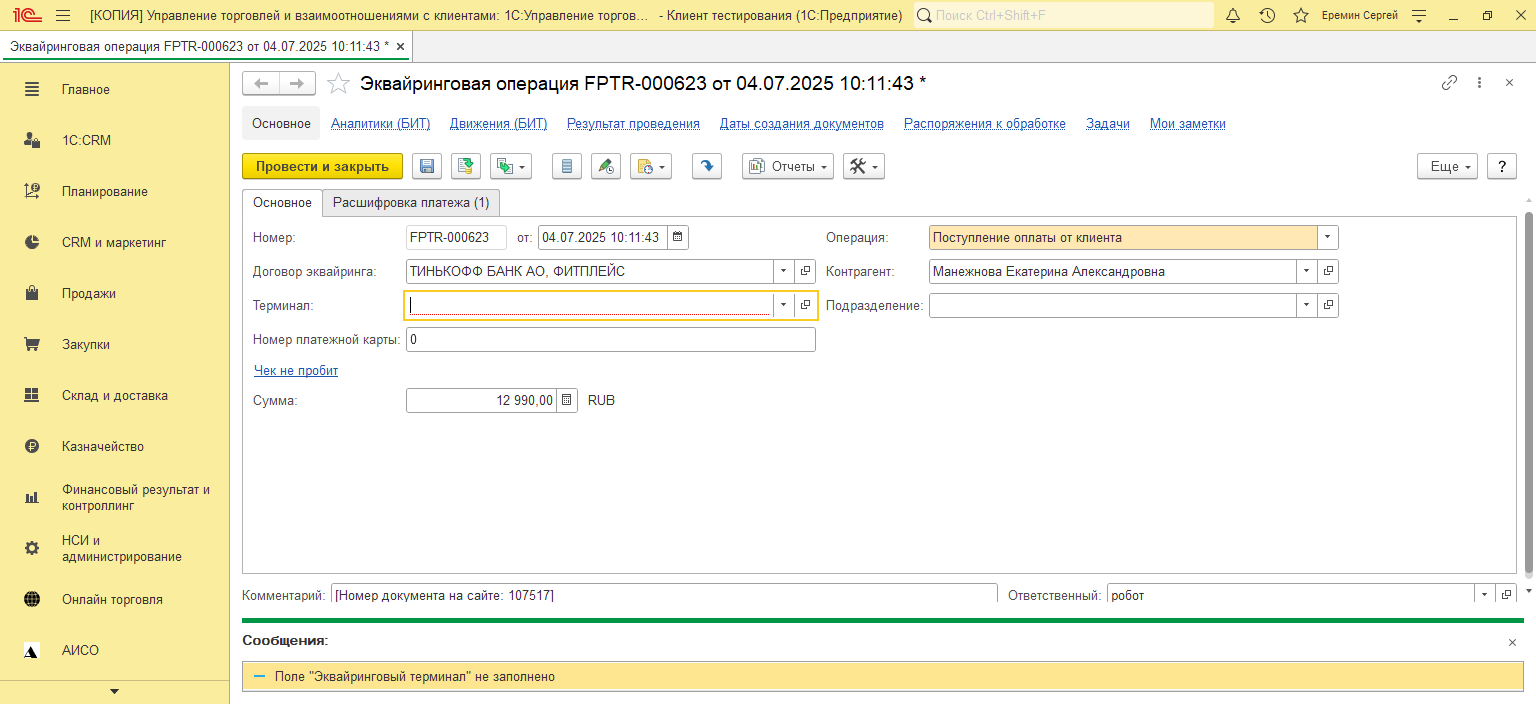 1С [КОПИЯ] Управление торговлей и взаимоотношениями с клиентами: 1С:Управление торгов... - Клиент тестирования (1С:Предприятие) Поиск Ctrl+Shift+F Еремин Сергей
Эквайринговая операция FPTR-000623 от 04.07.2025 10:11:43 *
Главное
1С:CRM
Планирование
CRM и маркетинг
Продажи
Закупки
Склад и доставка
Казначейство
Финансовый результат и
контроллинг
НСИ и
администрирование
Онлайн торговля
АИСО
Эквайринговая операция FPTR-000623 от 04.07.2025 10:11:43 *
Основное Аналитики (БИТ) Движения (БИТ) Результат проведения Даты создания документов Распоряжения к обработке Задачи Мои заметки
Провести и закрыть Отчеты Еще ?
Основное Расшифровка платежа (1)
Номер: FPTR-000623 от: 04.07.2025 10:11:43 Операция: Поступление оплаты от клиента
Договор эквайринга: ТИНЬКОФФ БАНК АО, ФИТПЛЕЙС Контрагент: Манежнова Екатерина Александровна
Терминал: Подразделение:
Номер платежной карты: 0
Чек не пробит
Сумма: 12 990,00 RUB
Комментарий: [Номер документа на сайте: 107517] Ответственный: робот
Сообщения:
Поле "Эквайринговый терминал" не заполнено